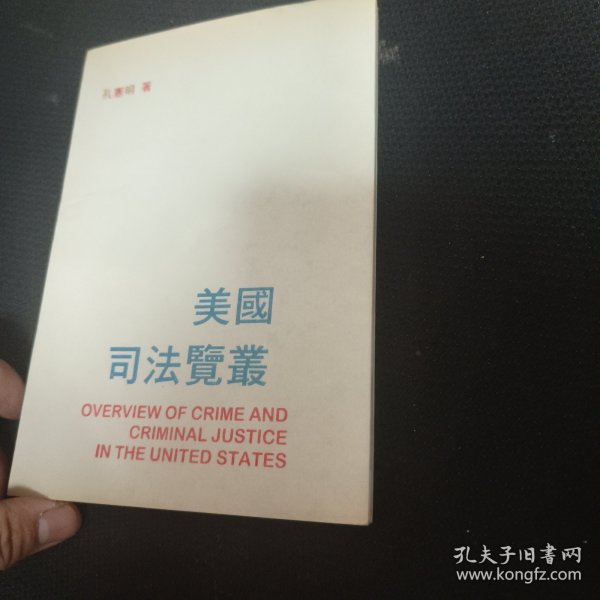 孔憲明 著
美國
司法覽叢
OVERVIEW OF CRIME AND
CRIMINAL JUSTICE
IN THE UNITED STATES
孔夫子旧书网
www.kongfz.com